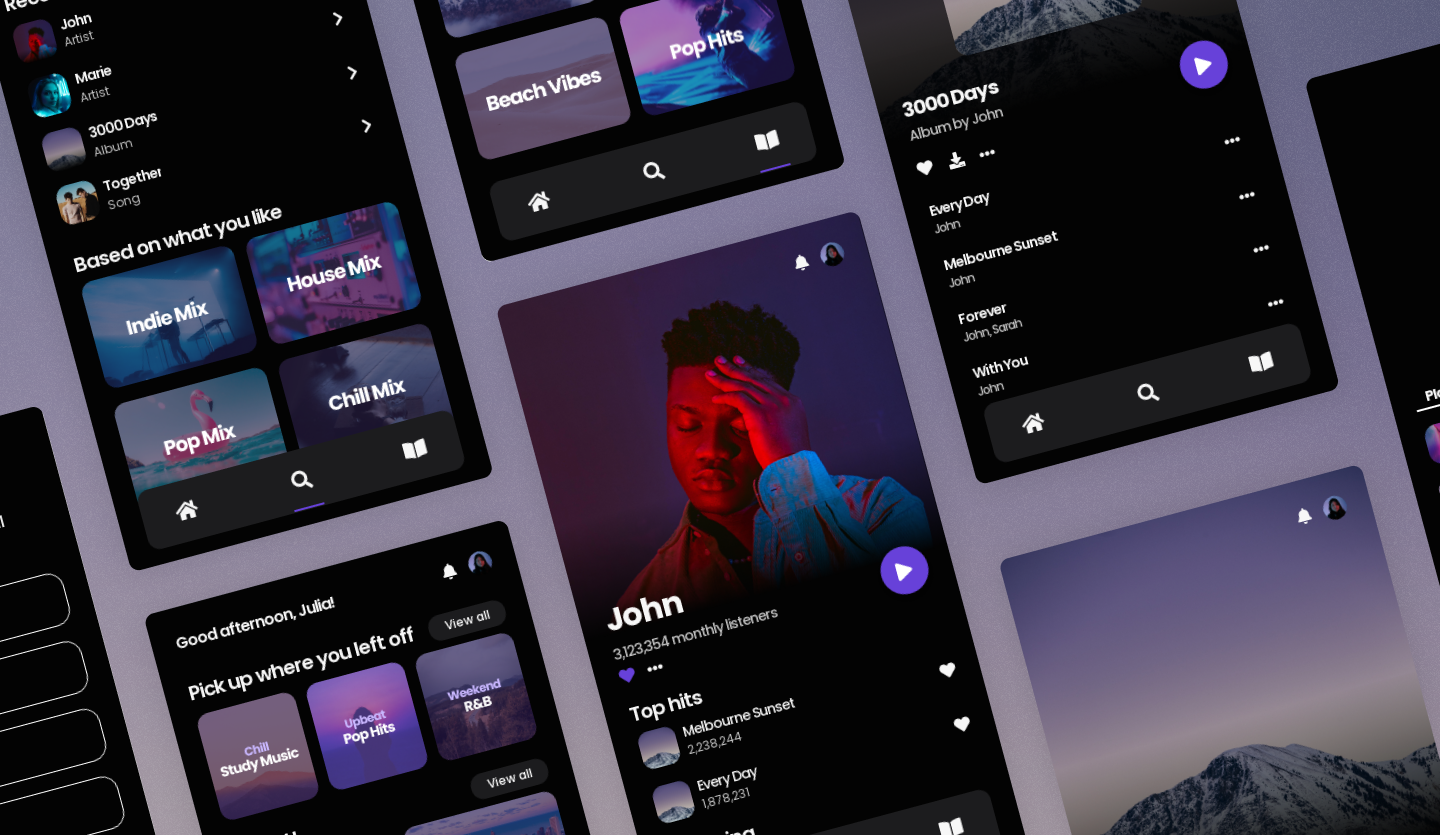 John
Artist
Marie
Artist
3000 Days
Album
Together
Song
Based on what you like
Indie Mix
House Mix
Pop Mix
Chill Mix
Good afternoon, Julia!
Pick up where you left off
View all
Chill
Study Music
Upbeat
Pop Hits
Weekend
R&B
View all
Beach Vibes
Pop Hits
John
3,123,354 monthly listeners
Top hits
Melbourne Sunset
2,238,244
Every Day
1,878,231
3000 Days
Album by John
Every Day
John
Melbourne Sunset
John
Forever
John, Sarah
With You
John